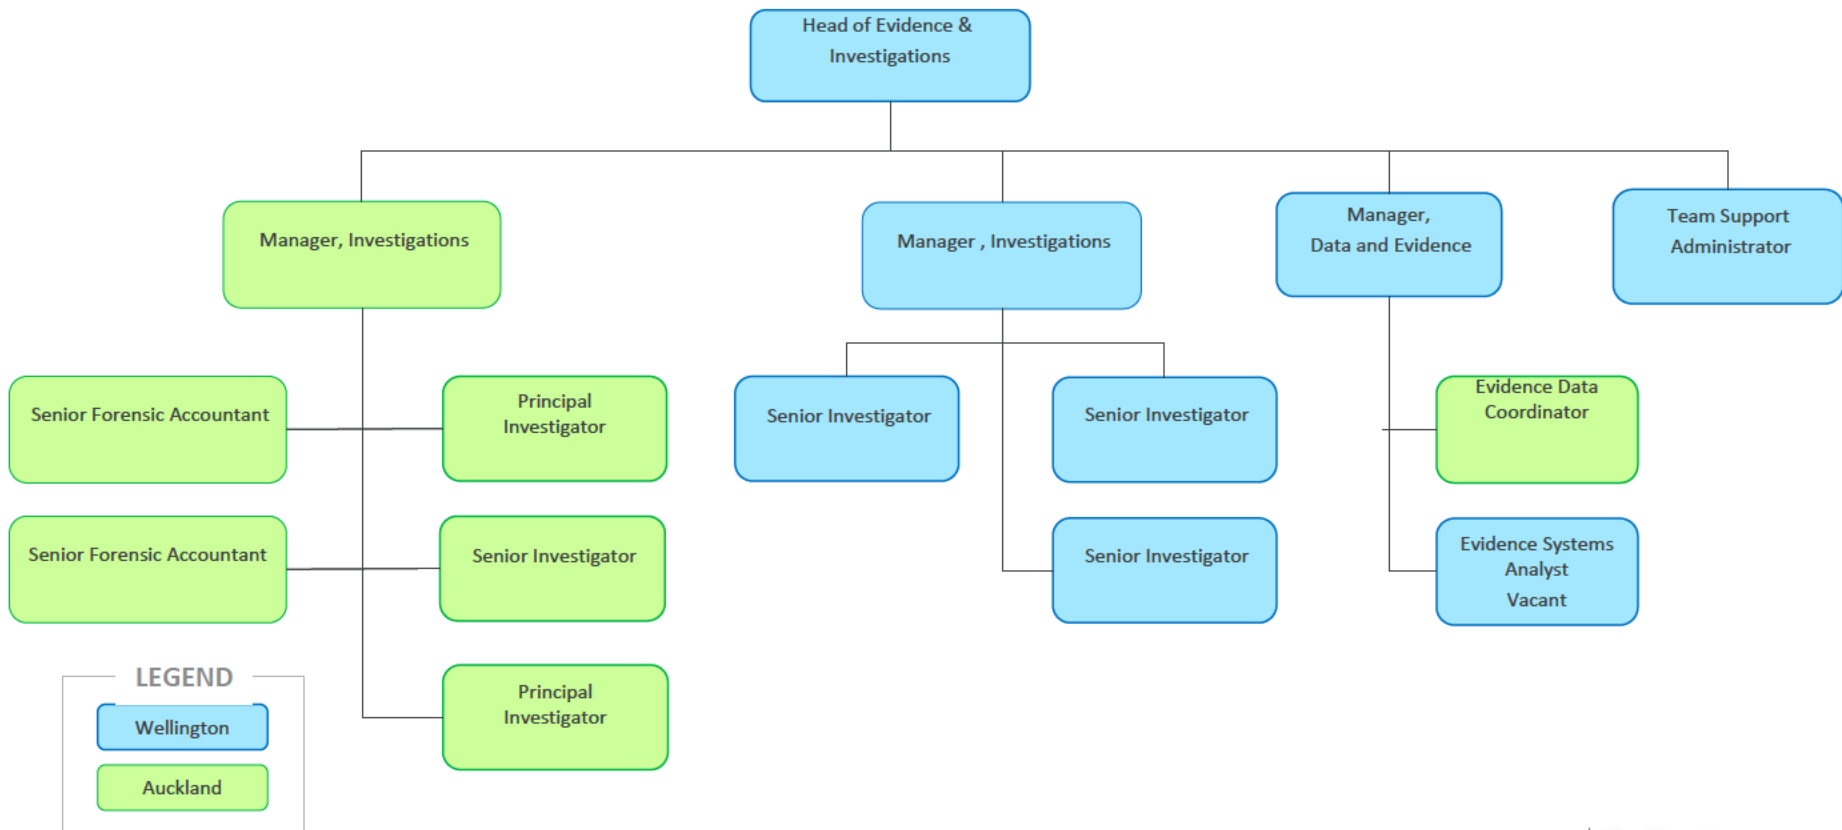 Head of Evidence &
Investigations
Manager, Investigations
Manager , Investigations
Manager,
Data and Evidence
Team Support
Administrator
Senior Forensic Accountant
Principal
Investigator
Senior Investigator
Senior Investigator
Evidence Data
Coordinator
Senior Forensic Accountant
Senior Investigator
Senior Investigator
Evidence Systems
Analyst
Vacant
Principal
Investigator
LEGEND
Wellington
Auckland